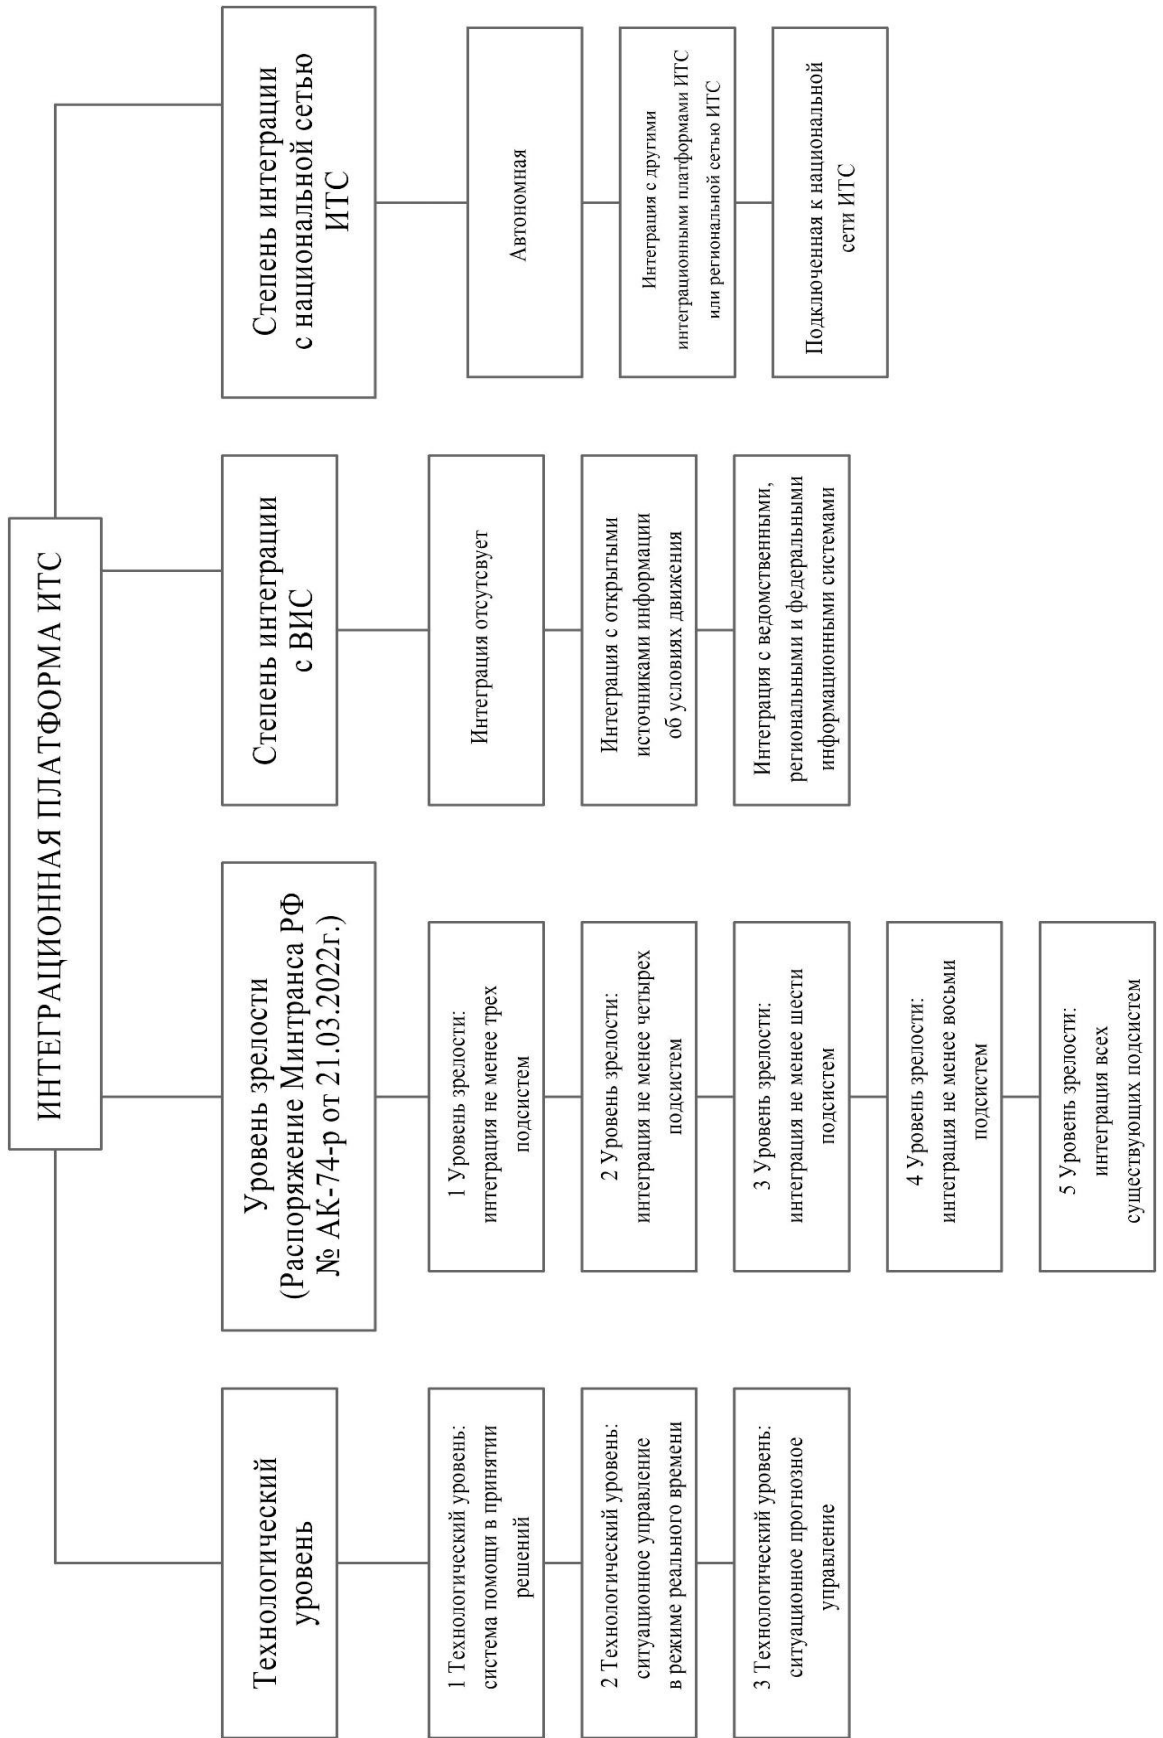 ИНТЕГРАЦИОННАЯ ПЛАТФОРМА ИТС
Технологический
уровень
1 Технологический уровень:
система помощи в принятии
решений
2 Технологический уровень:
ситуационное управление
в режиме реального времени
3 Технологический уровень:
ситуационное прогнозное
управление
Уровень зрелости
(Распоряжение Минтранса РФ
№ АК-74-р от 21.03.2022г.)
1 Уровень зрелости:
интеграция не менее трех
подсистем
2 Уровень зрелости:
интеграция не менее четырех
подсистем
3 Уровень зрелости:
интеграция не менее шести
подсистем
4 Уровень зрелости:
интеграция не менее восьми
подсистем
5 Уровень зрелости:
интеграция всех
существующих подсистем
Степень интеграции
с ВИС
Интеграция отсутсвует
Интеграция с открытыми
источниками информации
об условиях движения
Интеграция с ведомственными,
региональными и федеральными
информационными системами
Степень интеграции
с национальной сетью
ИТС
Автономная
Интеграция с другими
интеграционными платформами ИТС
или региональной сетью ИТС
Подключенная к национальной
сети ИТС